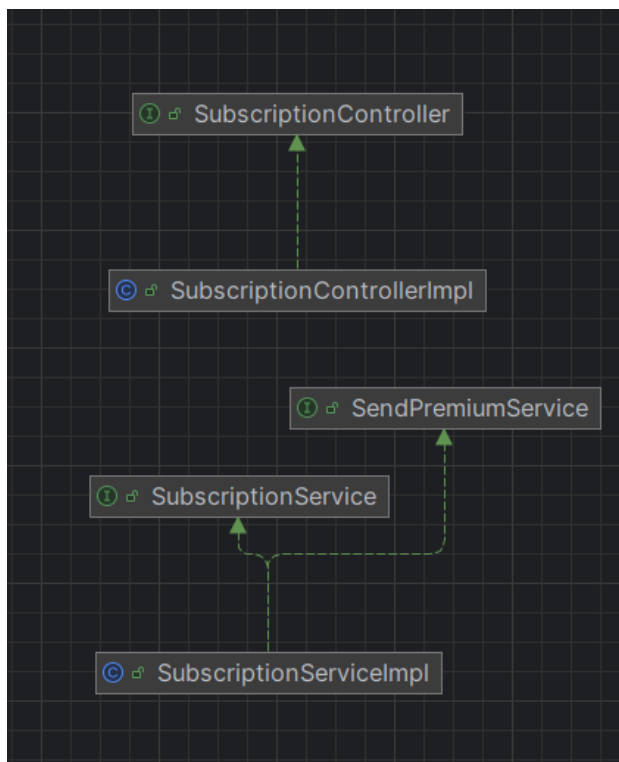 I SubscriptionController
C SubscriptionControllerImpl
I SendPremiumService
I SubscriptionService
C SubscriptionServiceImpl